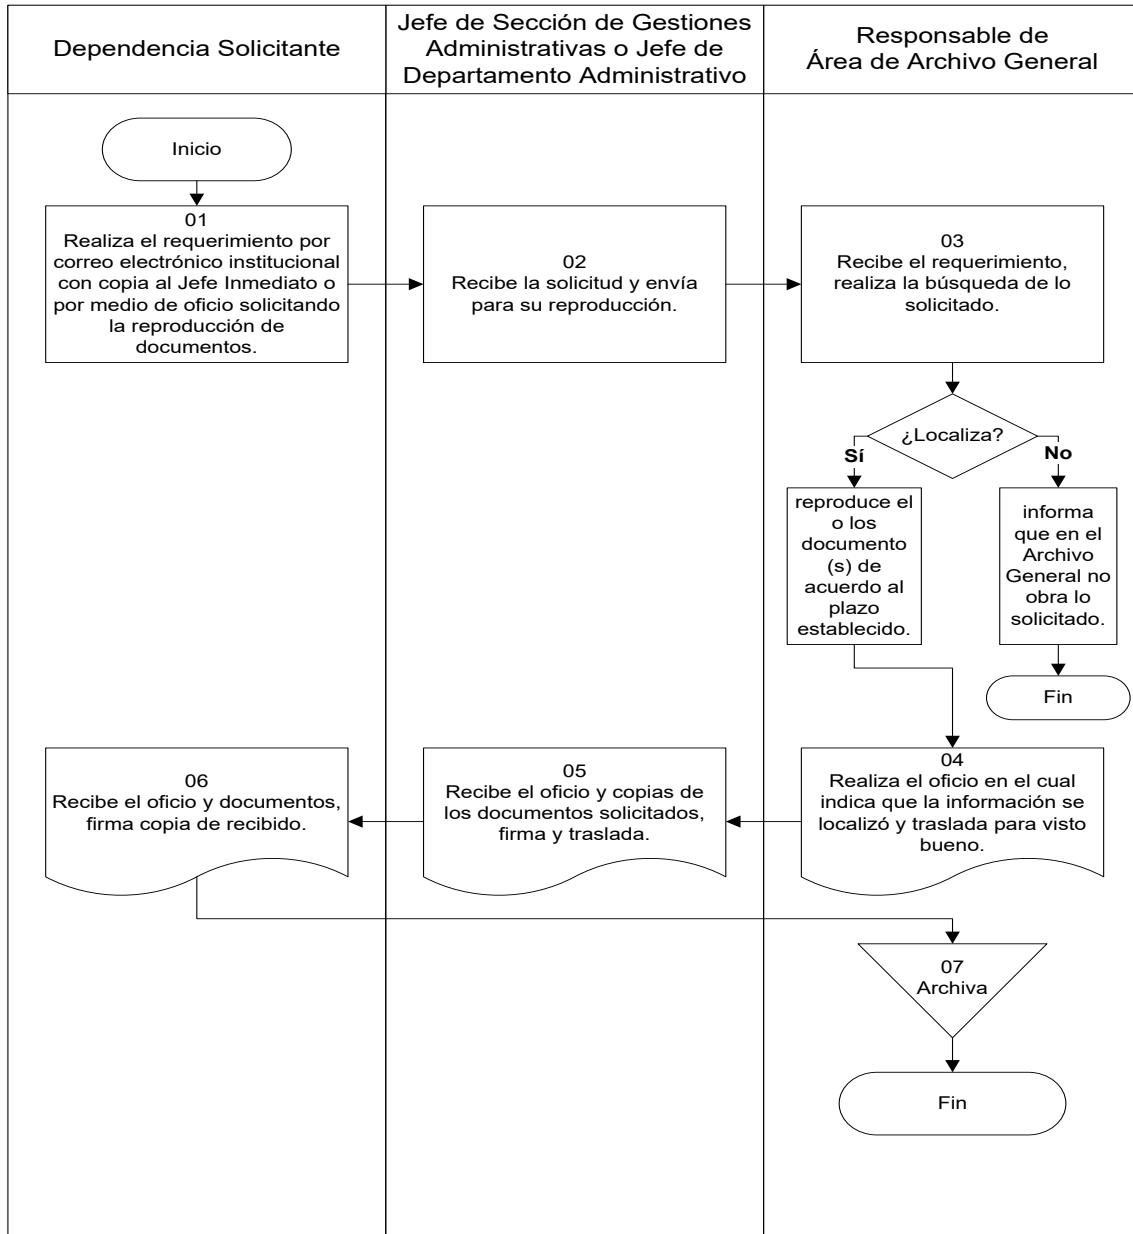 Dependencia Solicitante
Jefe de Sección de Gestiones
Administrativas o Jefe de
Departamento Administrativo
Responsable de
Área de Archivo General
Inicio
01
Realiza el requerimiento por
correo electrónico institucional
con copia al Jefe Inmediato o
por medio de oficio solicitando
la reproducción de
documentos.
02
Recibe la solicitud y envía
para su reproducción.
03
Recibe el requerimiento,
realiza la búsqueda de lo
solicitado.
¿Localiza?
Sí
No
reproduce el
o los
documento
(s) de
acuerdo al
plazo
establecido.
informa
que en el
Archivo
General no
obra lo
solicitado.
Fin
04
Realiza el oficio en el cual
indica que la información se
localizó y traslada para visto
bueno.
05
Recibe el oficio y copias de
los documentos solicitados,
firma y traslada.
06
Recibe el oficio y documentos,
firma copia de recibido.
07
Archiva
Fin